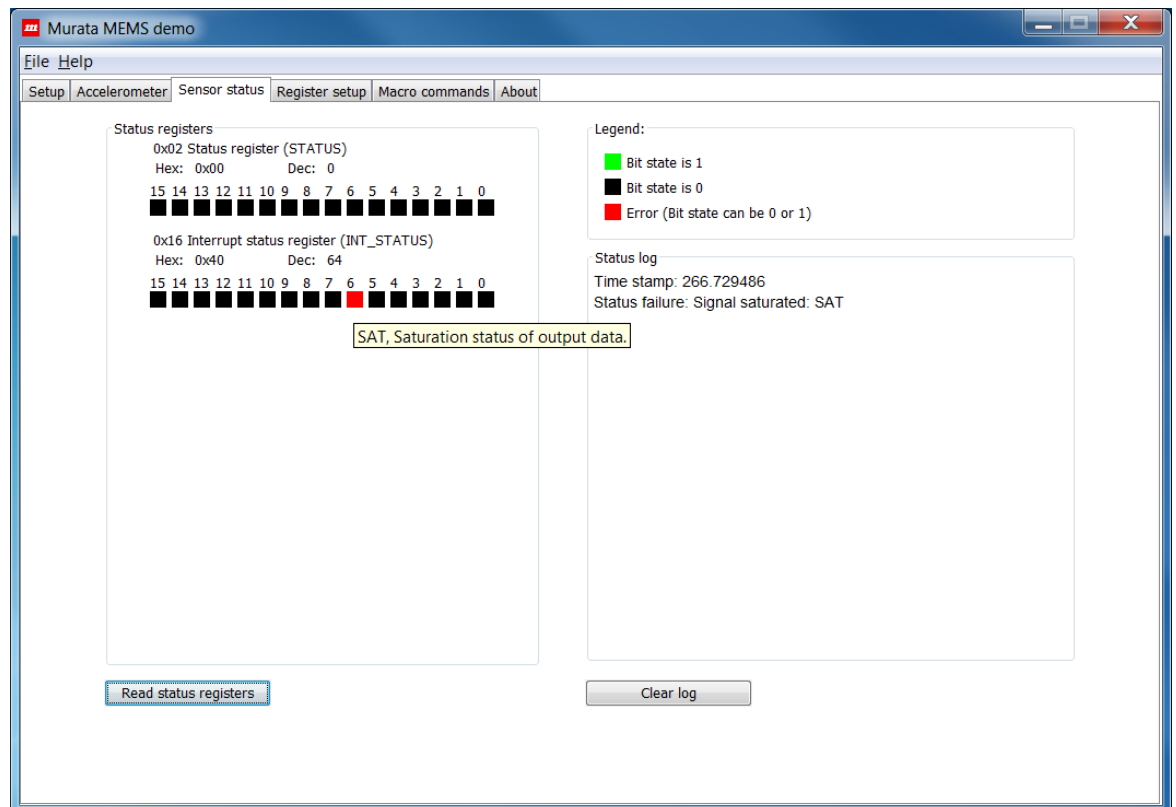 m Murata MEMS demo
File Help
Setup Accelerometer Sensor status Register setup Macro commands About
Status registers
0x02 Status register (STATUS)
Hex: 0x00 Dec: 0
15 14 13 12 11 10 9 8 7 6 5 4 3 2 1 0
0x16 Interrupt status register (INT_STATUS)
Hex: 0x40 Dec: 64
15 14 13 12 11 10 9 8 7 6 5 4 3 2 1 0
SAT, Saturation status of output data.
Read status registers
Legend:
Bit state is 1
Bit state is 0
Error (Bit state can be 0 or 1)
Status log
Time stamp: 266.729486
Status failure: Signal saturated: SAT
Clear log